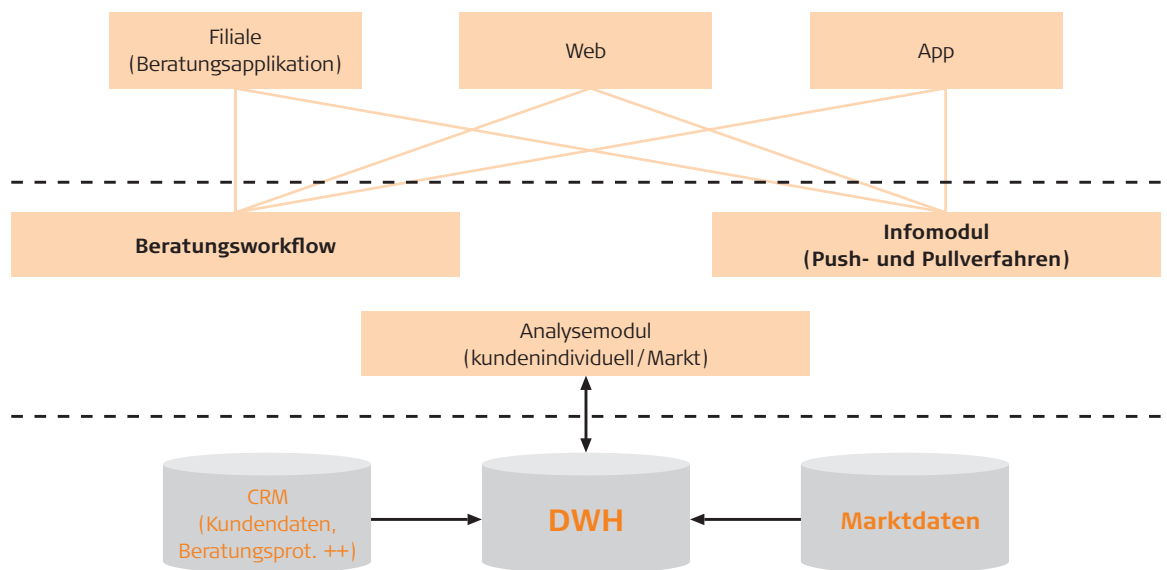 Filiale
(Beratungsapplikation)
Web
App
Beratungsworkflow
Infomodul
(Push- und Pullverfahren)
Analysemodul
(kundenindividuell/Markt)
CRM
(Kundendaten,
Beratungsprot. ++)
DWH
Marktdaten